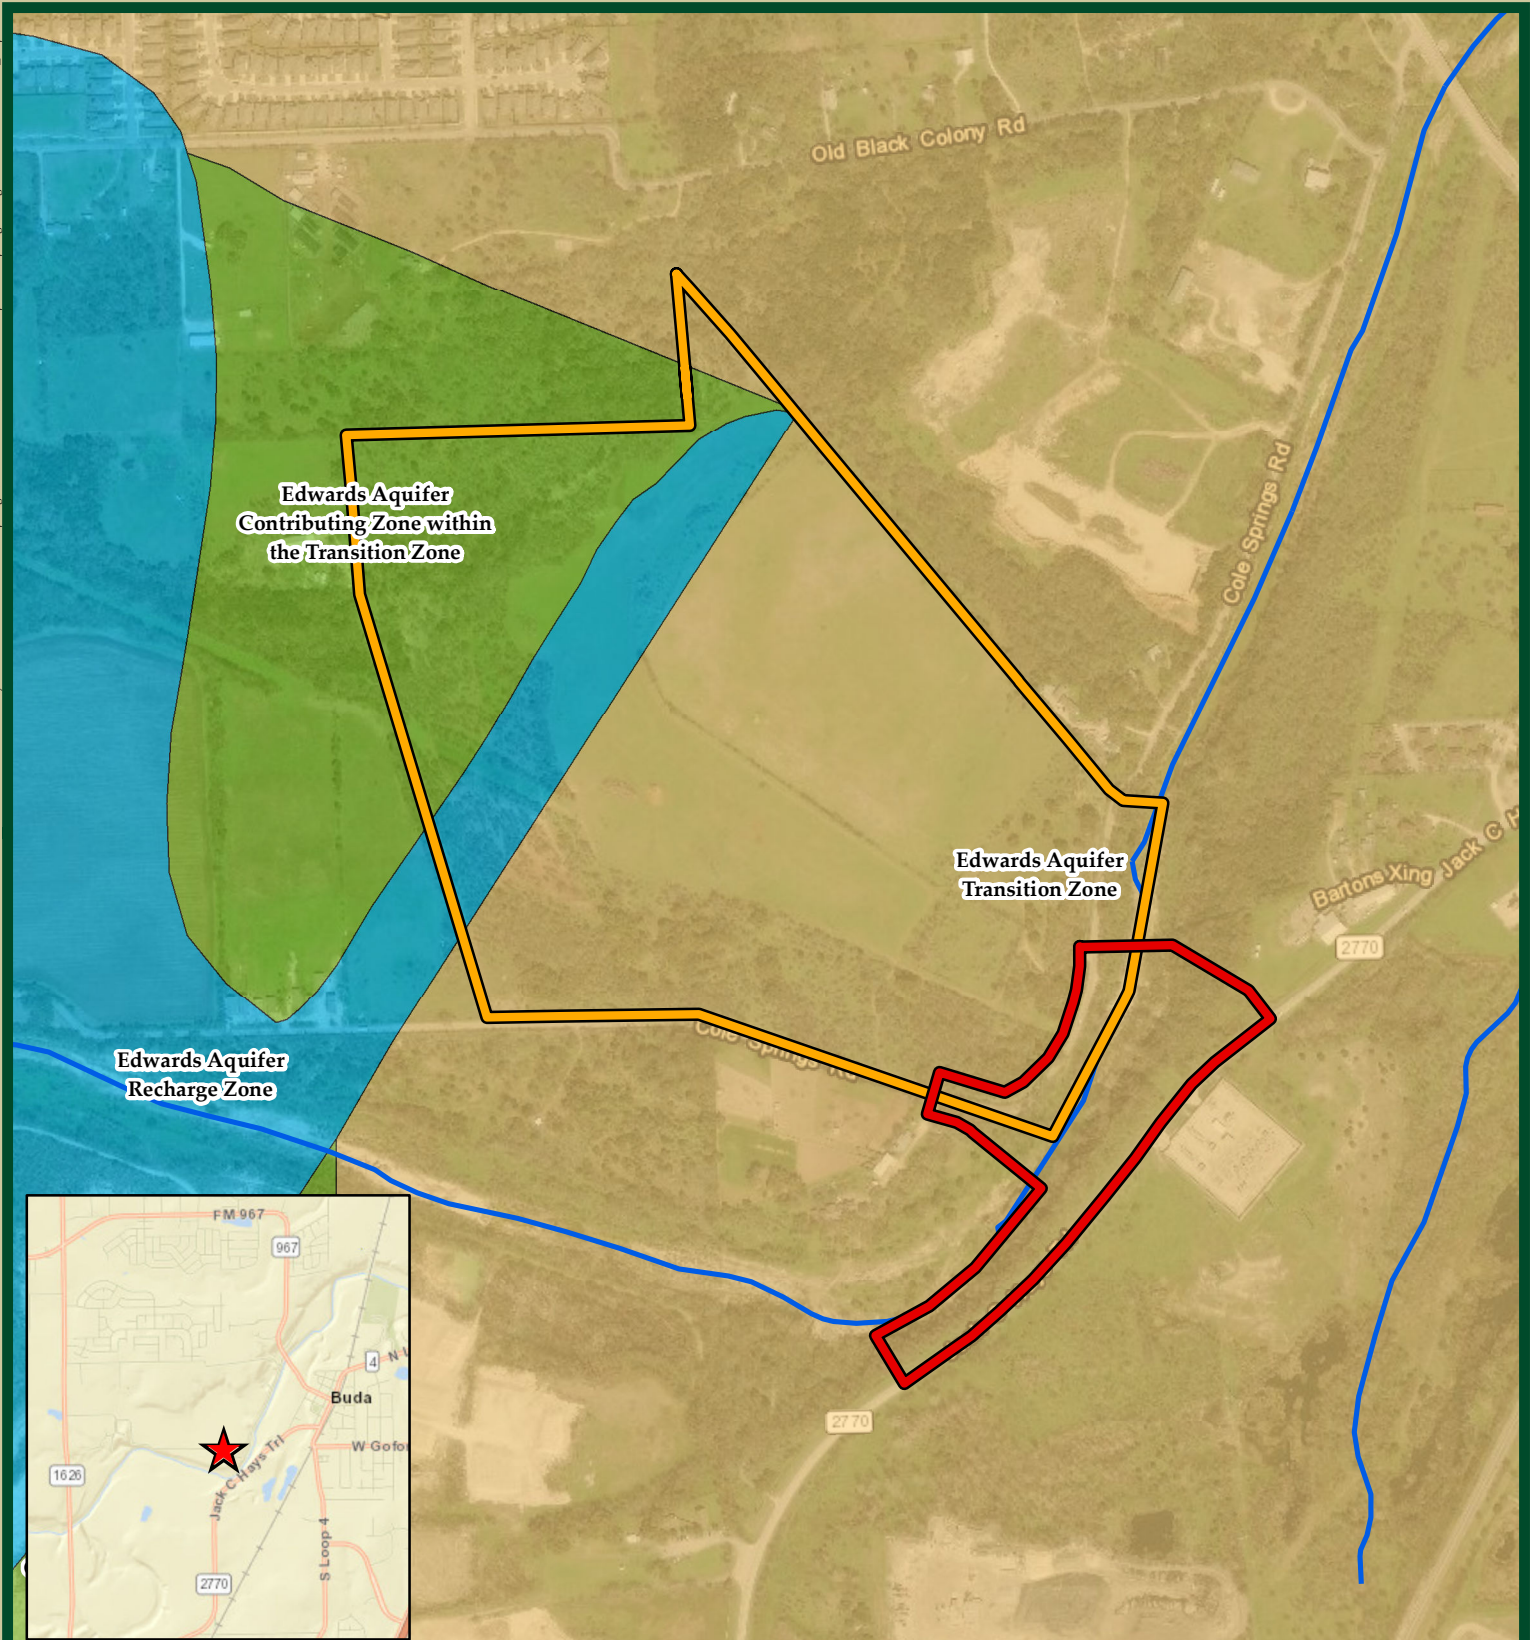 Old Black Colony Rd
Edwards Aquifer
Contributing Zone within
the Transition Zone
Cole Springs Rd
Edwards Aquifer
Transition Zone
Bartons Xing
Jack C H
2770
Cole Springs Rd
Edwards Aquifer
Recharge Zone
2770
FM 967
967
4
N L
Buda
W Gofo
Jack C Hays Trl
1626
S Loop 4
2770